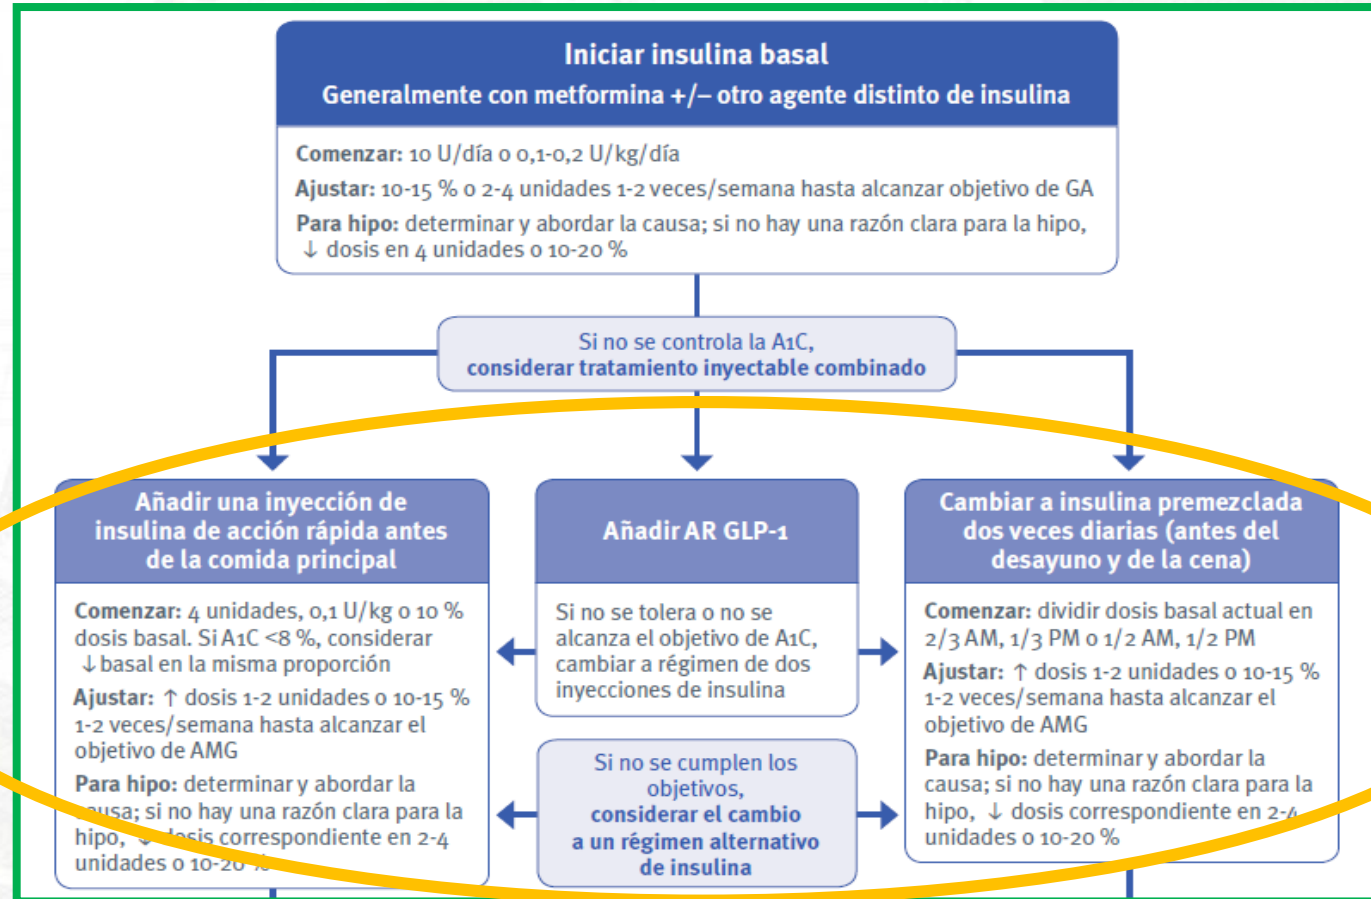 Iniciar insulina basal
Generalmente con metformina +/– otro agente distinto de insulina
Comenzar: 10 U/día o 0,1-0,2 U/kg/día
Ajustar: 10-15 % o 2-4 unidades 1-2 veces/semana hasta alcanzar objetivo de GA
Para hipo: determinar y abordar la causa; si no hay una razón clara para la hipo,
↓ dosis en 4 unidades o 10-20 %
Si no se controla la A1C,
considerar tratamiento inyectable combinado
Añadir una inyección de
insulina de acción rápida antes
de la comida principal
Comenzar: 4 unidades, 0,1 U/kg o 10 %
dosis basal. Si A1C <8 %, considerar
↓ basal en la misma proporción
Ajustar: ↑ dosis 1-2 unidades o 10-15 %
1-2 veces/semana hasta alcanzar el
objetivo de AMG
Para hipo: determinar y abordar la
causa; si no hay una razón clara para la
hipo, ↓ dosis correspondiente en 2-4
unidades o 10-20 %
Añadir AR GLP-1
Si no se tolera o no se
alcanza el objetivo de A1C,
cambiar a régimen de dos
inyecciones de insulina
Si no se cumplen los
objetivos,
considerar el cambio
a un régimen alternativo
de insulina
Cambiar a insulina premezclada
dos veces diarias (antes del
desayuno y de la cena)
Comenzar: dividir dosis basal actual en
2/3 AM, 1/3 PM o 1/2 AM, 1/2 PM
Ajustar: ↑ dosis 1-2 unidades o 10-15 %
1-2 veces/semana hasta alcanzar el
objetivo de AMG
Para hipo: determinar y abordar la
causa; si no hay una razón clara para la
hipo, ↓ dosis correspondiente en 2-4
unidades o 10-20 %